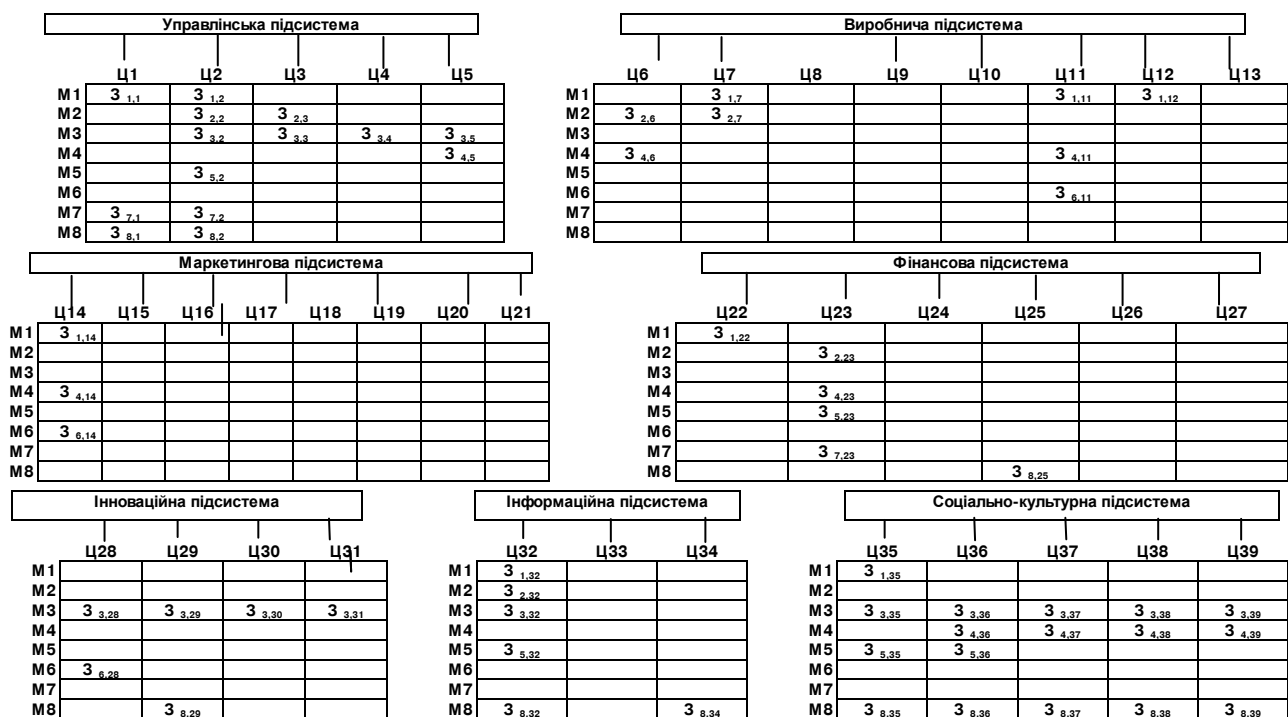 Управлінська підсистема
Виробнича підсистема
Ц1 Ц2 Ц3 Ц4 Ц5
Ц6 Ц7 Ц8 Ц9 Ц10 Ц11 Ц12 Ц13
М1 З 1,1 З 1,2
М1 З 1,7 З 1,11 З 1,12
М2 З 2,2 З 2,3
М2 З 2,6 З 2,7
М3 З 3,2 З 3,3 З 3,4 З 3,5
М3
М4 З 4,5
М4 З 4,6 З 4,11
М5 З 5,2
М5
М6
М6 З 6,11
М7 З 7,1 З 7,2
М7
М8 З 8,1 З 8,2
М8
Маркетингова підсистема
Фінансова підсистема
Ц14 Ц15 Ц16 Ц17 Ц18 Ц19 Ц20 Ц21
Ц22 Ц23 Ц24 Ц25 Ц26 Ц27
М1 З 1,14
М1 З 1,22
М2
М2 З 2,23
М3
М3
М4 З 4,14
М4 З 4,23
М5
М5 З 5,23
М6 З 6,14
М6
М7
М7 З 7,23
М8
М8 З 8,25
Інноваційна підсистема
Інформаційна підсистема
Соціально-культурна підсистема
Ц28 Ц29 Ц30 Ц31
Ц32 Ц33 Ц34
Ц35 Ц36 Ц37 Ц38 Ц39
М1
М1 З 1,32
М1 З 1,35
М2
М2 З 2,32
М2
М3 З 3,28 З 3,29 З 3,30 З 3,31
М3 З 3,32
М3 З 3,35 З 3,36 З 3,37 З 3,38 З 3,39
М4
М4
М4 З 4,36 З 4,37 З 4,38 З 4,39
М5
М5 З 5,32
М5 З 5,35 З 5,36
М6 З 6,28
М6
М6
М7
М7
М7
М8 З 8,29
М8 З 8,32 З 8,34
М8 З 8,35 З 8,36 З 8,37 З 8,38 З 8,39